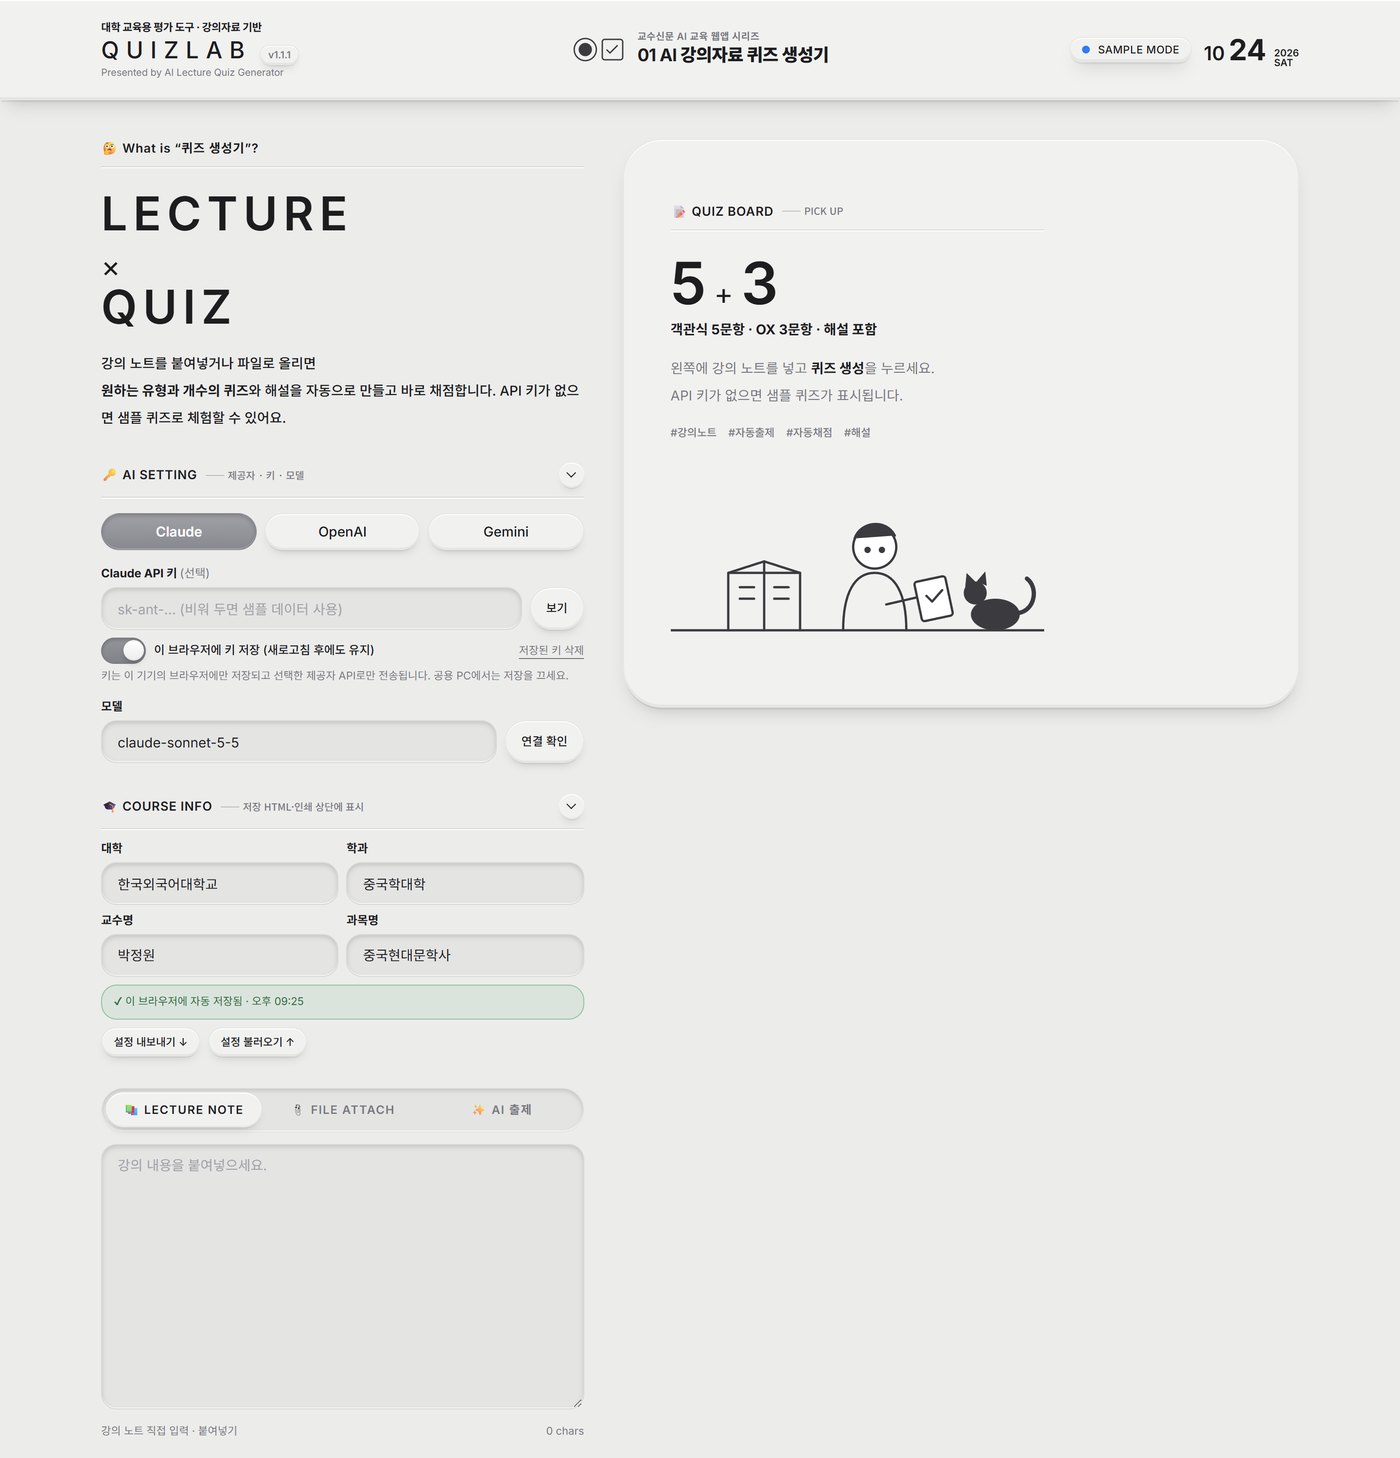 대학 교육용 평가 도구 · 강의자료 기반
QUIZLAB v1.1.1
Presented by AI Lecture Quiz Generator
교수신문 AI 교육 웹앱 시리즈
01 AI 강의자료 퀴즈 생성기
SAMPLE MODE
10 24 2026
SAT
What is “퀴즈 생성기”?
LECTURE
×
QUIZ
강의 노트를 붙여넣거나 파일로 올리면
원하는 유형과 개수의 퀴즈와 해설을 자동으로 만들고 바로 채점합니다. API 키가 없으
면 샘플 퀴즈로 체험할 수 있어요.
AI SETTING 제공자 · 키 · 모델
Claude OpenAI Gemini
Claude API 키 (선택)
sk-ant-... (비워 두면 샘플 데이터 사용) 보기
이 브라우저에 키 저장 (새로고침 후에도 유지) 저장된 키 삭제
키는 이 기기의 브라우저에만 저장되고 선택한 제공자 API로만 전송됩니다. 공용 PC에서는 저장을 끄세요.
모델
claude-sonnet-5-5 연결 확인
COURSE INFO 저장 HTML·인쇄 상단에 표시
대학 학과
한국외국어대학교 중국학대학
교수명 과목명
박정원 중국현대문학사
✓ 이 브라우저에 자동 저장됨 · 오후 09:25
설정 내보내기 ↓ 설정 불러오기 ↑
LECTURE NOTE FILE ATTACH AI 출제
강의 내용을 붙여넣으세요.
강의 노트 직접 입력 · 붙여넣기 0 chars
QUIZ BOARD PICK UP
5 + 3
객관식 5문항 · OX 3문항 · 해설 포함
왼쪽에 강의 노트를 넣고 퀴즈 생성을 누르세요.
API 키가 없으면 샘플 퀴즈가 표시됩니다.
#강의노트 #자동출제 #자동채점 #해설